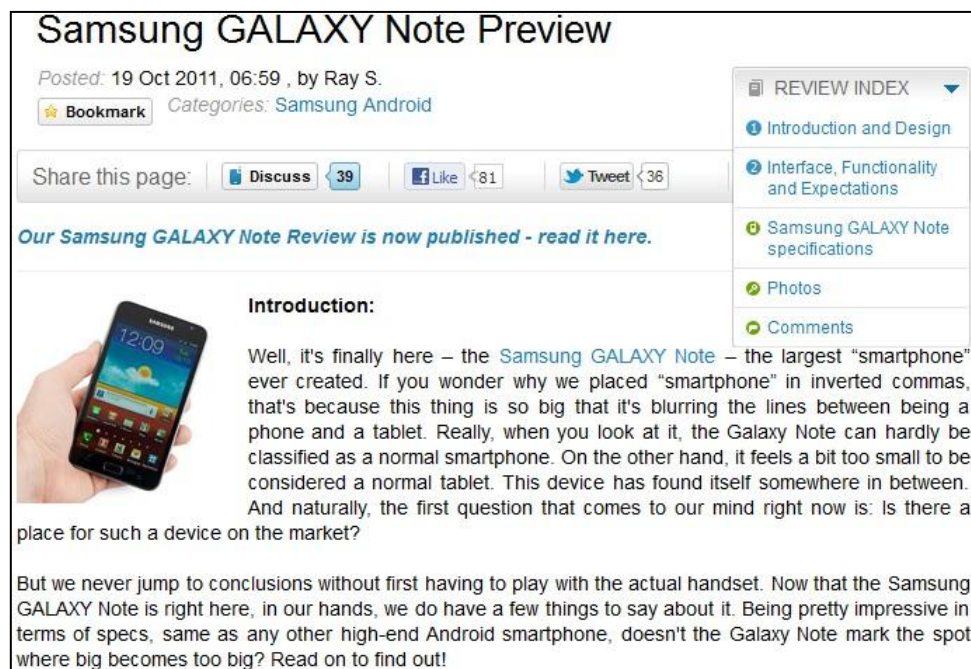 Samsung GALAXY Note Preview
Posted: 19 Oct 2011, 06:59 , by Ray S.
Bookmark Categories: Samsung Android
REVIEW INDEX
1 Introduction and Design
2 Interface, Functionality
and Expectations
Samsung GALAXY Note
specifications
Photos
Comments
Share this page: Discuss 39 Like 81 Tweet 36
Our Samsung GALAXY Note Review is now published - read it here.
SAMSUNG
12:09
Introduction:
Well, it's finally here – the Samsung GALAXY Note – the largest “smartphone”
ever created. If you wonder why we placed “smartphone” in inverted commas,
that's because this thing is so big that it's blurring the lines between being a
phone and a tablet. Really, when you look at it, the Galaxy Note can hardly be
classified as a normal smartphone. On the other hand, it feels a bit too small to be
considered a normal tablet. This device has found itself somewhere in between.
And naturally, the first question that comes to our mind right now is: Is there a
place for such a device on the market?
But we never jump to conclusions without first having to play with the actual handset. Now that the Samsung
GALAXY Note is right here, in our hands, we do have a few things to say about it. Being pretty impressive in
terms of specs, same as any other high-end Android smartphone, doesn't the Galaxy Note mark the spot
where big becomes too big? Read on to find out!